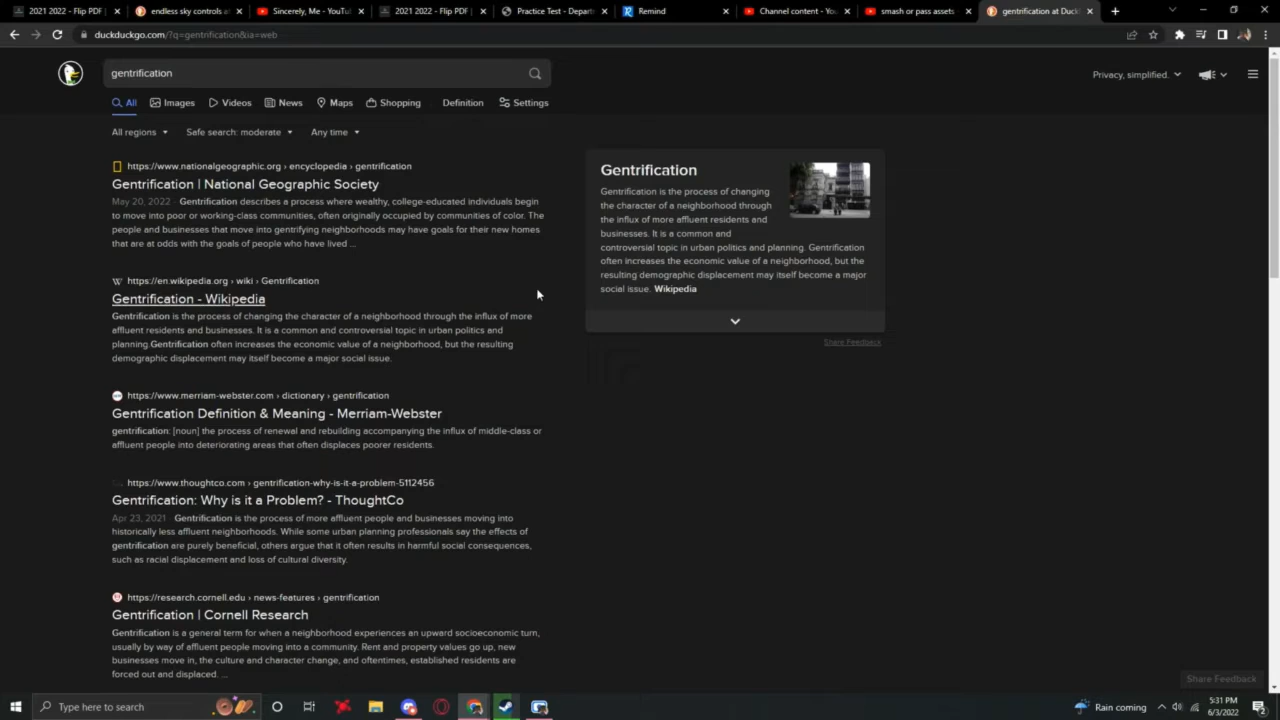 2021 2022 - Flip PDF
endless sky controls at
Sincerely, Me - YouTu
2021 2022 - Flip PDF
Practice Test - Depart
Remind
Channel content - You
smash or pass assets -
gentrification at Duck
duckduckgo.com/?q=gentrification&ia=web
gentrification
Privacy, simplified.
All
Images
Videos
News
Maps
Shopping
Definition
Settings
All regions
Safe search: moderate
Any time
https://www.nationalgeographic.org › encyclopedia › gentrification
Gentrification | National Geographic Society
May 20, 2022 Gentrification describes a process where wealthy, college-educated individuals begin
to move into poor or working-class communities, often originally occupied by communities of color. The
people and businesses that move into gentrifying neighborhoods may have goals for their new homes
that are at odds with the goals of people who have lived ...
https://en.wikipedia.org › wiki › Gentrification
Gentrification - Wikipedia
Gentrification is the process of changing the character of a neighborhood through the influx of more
affluent residents and businesses. It is a common and controversial topic in urban politics and
planning.Gentrification often increases the economic value of a neighborhood, but the resulting
demographic displacement may itself become a major social issue.
https://www.merriam-webster.com › dictionary › gentrification
Gentrification Definition & Meaning - Merriam-Webster
gentrification: [noun] the process of renewal and rebuilding accompanying the influx of middle-class or
affluent people into deteriorating areas that often displaces poorer residents.
https://www.thoughtco.com › gentrification-why-is-it-a-problem-5112456
Gentrification: Why is it a Problem? - ThoughtCo
Apr 23, 2021 Gentrification is the process of more affluent people and businesses moving into
historically less affluent neighborhoods. While some urban planning professionals say the effects of
gentrification are purely beneficial, others argue that it often results in harmful social consequences,
such as racial displacement and loss of cultural diversity.
https://research.cornell.edu › news-features › gentrification
Gentrification | Cornell Research
Gentrification is a general term for when a neighborhood experiences an upward socioeconomic turn,
usually by way of affluent people moving into a community. Rent and property values go up, new
businesses move in, the culture and character change, and oftentimes, established residents are
forced out and displaced. ...
Gentrification
Gentrification is the process of changing
the character of a neighborhood through
the influx of more affluent residents and
businesses. It is a common and
controversial topic in urban politics and planning. Gentrification
often increases the economic value of a neighborhood, but the
resulting demographic displacement may itself become a major
social issue. Wikipedia
Share Feedback
Share Feedback
Type here to search
Rain coming
5:31 PM
6/3/2022
2